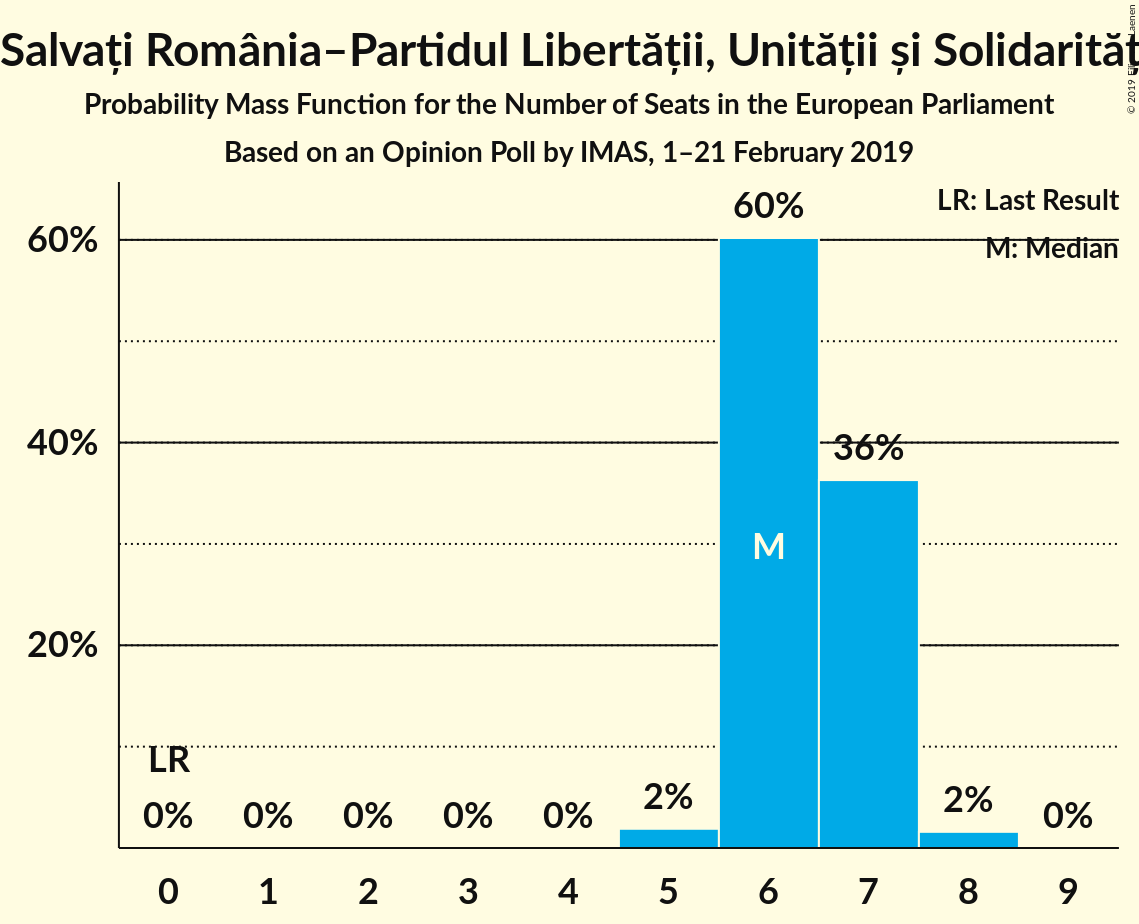 Salvați România–Partidul Libertății, Unității și Solidarităț
Probability Mass Function for the Number of Seats in the European Parliament
Based on an Opinion Poll by IMAS, 1–21 February 2019
© 2019
LR: Last Result
M: Median
60%
40%
20%
60%
36%
M
LR
0% 0% 0% 0% 0% 2% 2% 0%
0 1 2 3 4 5 6 7 8 9